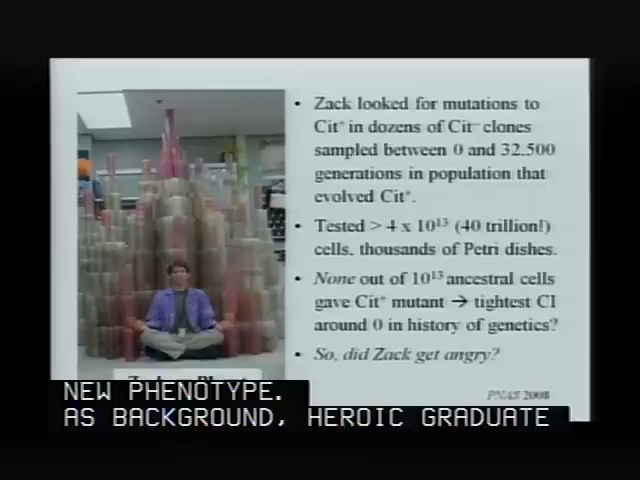 • Zack looked for mutations to
Cit⁺ in dozens of Cit⁻ clones
sampled between 0 and 32,500
generations in population that
evolved Cit⁺.
• Tested > 4 x 10¹³ (40 trillion!)
cells, thousands of Petri dishes.
• None out of 10¹³ ancestral cells
gave Cit⁺ mutant → tightest CI
around 0 in history of genetics?
• So, did Zack get angry?
PNAS 2008
NEW PHENOTYPE.
AS BACKGROUND, HEROIC GRADUATE